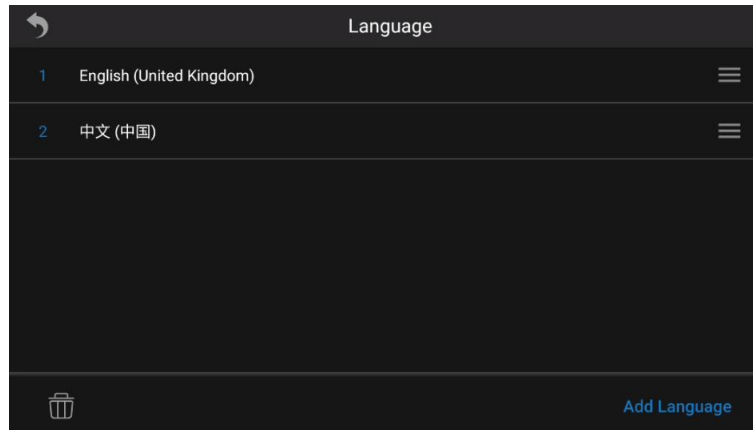 Language
1 English (United Kingdom)
2 中文 (中国)
Add Language